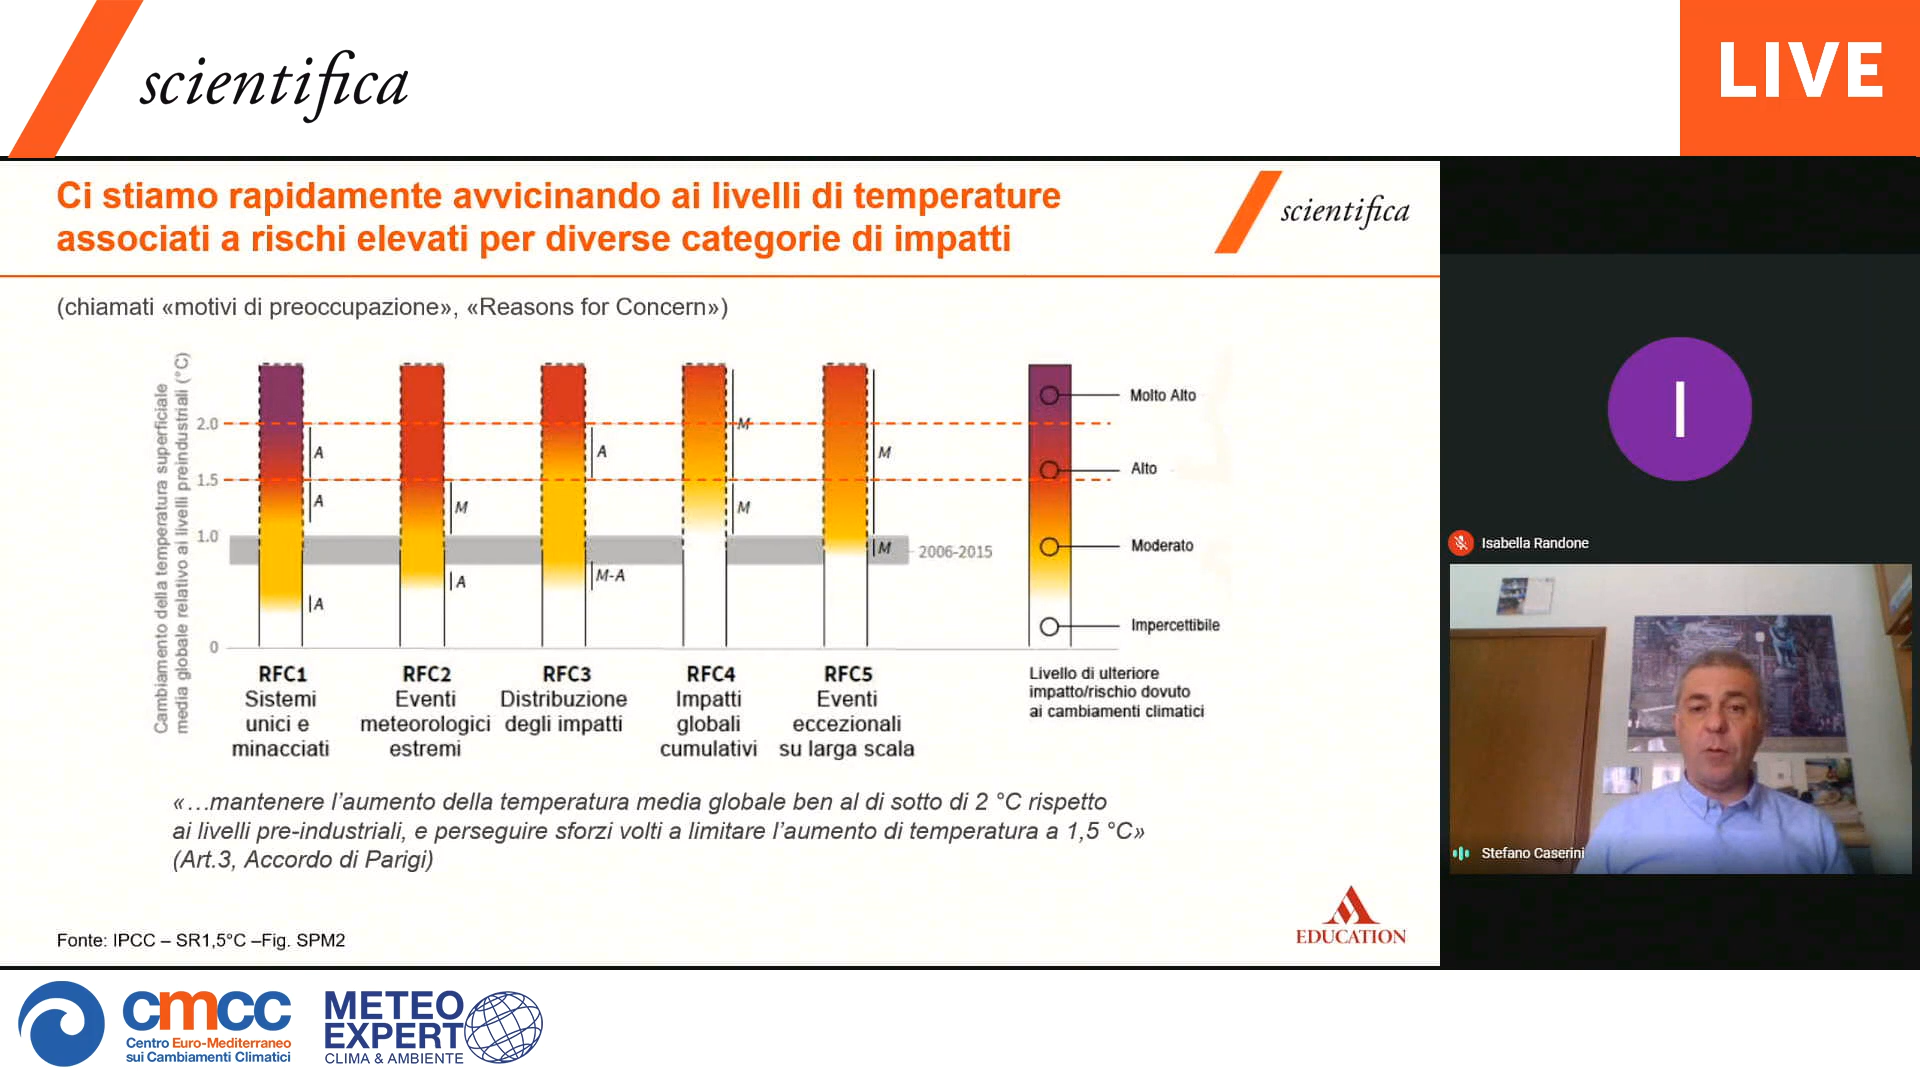 scientifica
LIVE
Ci stiamo rapidamente avvicinando ai livelli di temperature
associati a rischi elevati per diverse categorie di impatti
scientifica
(chiamati «motivi di preoccupazione», «Reasons for Concern»)
Cambiamento della temperatura superficiale
media globale relativo ai livelli preindustriali (°C)
2.0
1.5
1.0
0
A
A
A
M
A
A
M-A
M
M
M
M
2006-2015
Molto Alto
Alto
Moderato
Impercettibile
Livello di ulteriore
impatto/rischio dovuto
ai cambiamenti climatici
RFC1
Sistemi
unici e
minacciati
RFC2
Eventi
meteorologici
estremi
RFC3
Distribuzione
degli impatti
RFC4
Impatti
globali
cumulativi
RFC5
Eventi
eccezionali
su larga scala
«…mantenere l'aumento della temperatura media globale ben al di sotto di 2 °C rispetto
ai livelli pre-industriali, e perseguire sforzi volti a limitare l'aumento di temperatura a 1,5 °C»
(Art.3, Accordo di Parigi)
Fonte: IPCC – SR1,5°C –Fig. SPM2
EDUCATION
I
Isabella Randone
Stefano Caserini
cmcc
Centro Euro-Mediterraneo
sui Cambiamenti Climatici
METEO
EXPERT
CLIMA & AMBIENTE